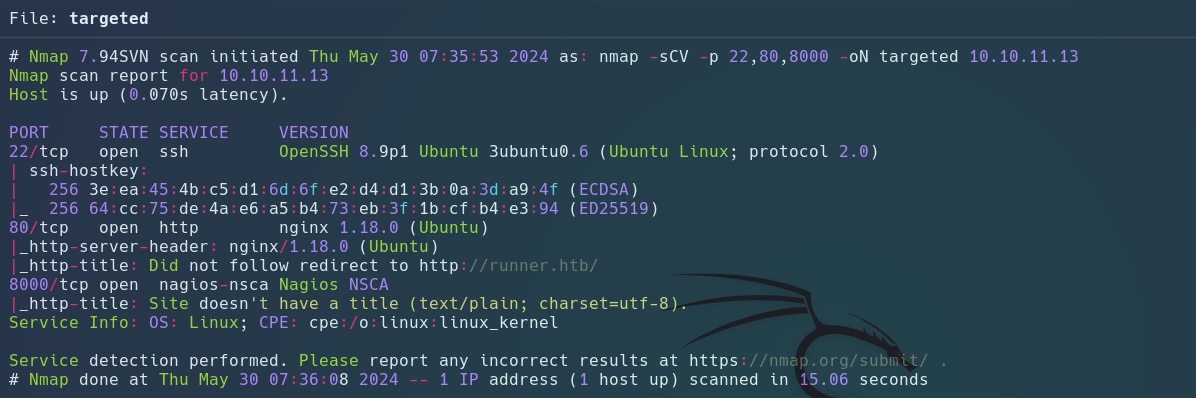 File: targeted
# Nmap 7.94SVN scan initiated Thu May 30 07:35:53 2024 as: nmap -sCV -p 22,80,8000 -oN targeted 10.10.11.13
Nmap scan report for 10.10.11.13
Host is up (0.070s latency).
PORT     STATE SERVICE     VERSION
22/tcp   open  ssh         OpenSSH 8.9p1 Ubuntu 3ubuntu0.6 (Ubuntu Linux; protocol 2.0)
| ssh-hostkey:
|   256 3e:ea:45:4b:c5:d1:6d:6f:e2:d4:d1:3b:0a:3d:a9:4f (ECDSA)
|_  256 64:cc:75:de:4a:e6:a5:b4:73:eb:3f:1b:cf:b4:e3:94 (ED25519)
80/tcp   open  http        nginx 1.18.0 (Ubuntu)
|_http-server-header: nginx/1.18.0 (Ubuntu)
|_http-title: Did not follow redirect to http://runner.htb/
8000/tcp open  nagios-nsca Nagios NSCA
|_http-title: Site doesn't have a title (text/plain; charset=utf-8).
Service Info: OS: Linux; CPE: cpe:/o:linux:linux_kernel
Service detection performed. Please report any incorrect results at https://nmap.org/submit/ .
# Nmap done at Thu May 30 07:36:08 2024 -- 1 IP address (1 host up) scanned in 15.06 seconds